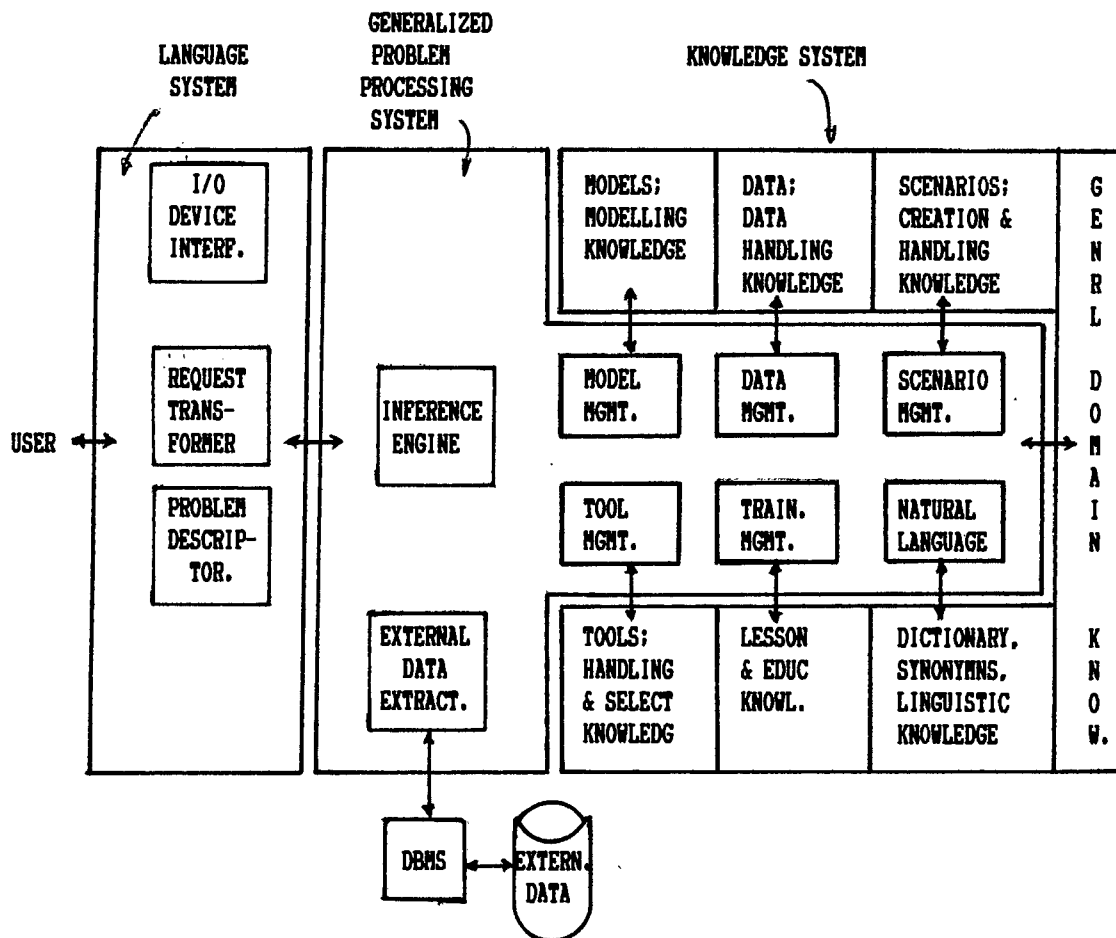 LANGUAGE
SYSTEM
GENERALIZED
PROBLEM
PROCESSING
SYSTEM
KNOWLEDGE SYSTEM
I/O
DEVICE
INTERF.
REQUEST
TRANS-
FORMER
PROBLEM
DESCRIP-
TOR.
USER
INFERENCE
ENGINE
EXTERNAL
DATA
EXTRACT.
DBMS
EXTERN.
DATA
MODELS;
MODELLING
KNOWLEDGE
DATA;
DATA
HANDLING
KNOWLEDGE
SCENARIOS;
CREATION &
HANDLING
KNOWLEDGE
MODEL
MGMT.
DATA
MGMT.
SCENARIO
MGMT.
TOOL
MGMT.
TRAIN.
MGMT.
NATURAL
LANGUAGE
TOOLS;
HANDLING
& SELECT
KNOWLEDG
LESSON
& EDUC
KNOWL.
DICTIONARY.
SYNONYMNS.
LINGUISTIC
KNOWLEDGE
GENRL DOMAIN KNOW.